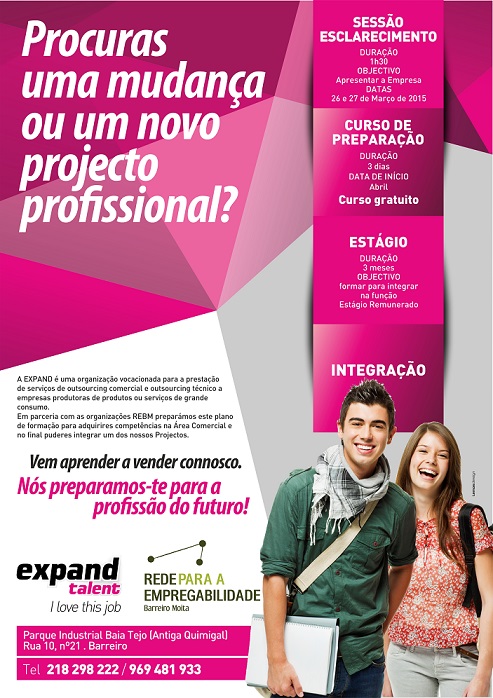 Procuras
uma mudança
ou um novo
projecto
profissional?
SESSÃO
ESCLARECIMENTO
DURAÇÃO
1h30
OBJECTIVO
Apresentar a Empresa
DATAS
26 e 27 de Março de 2015
CURSO DE
PREPARAÇÃO
DURAÇÃO
3 dias
DATA DE INÍCIO
Abril
Curso gratuito
ESTÁGIO
DURAÇÃO
3 meses
OBJECTIVO
formar para integrar
na função
Estágio Remunerado
INTEGRAÇÃO
A EXPAND é uma organização vocacionada para a prestação
de serviços de outsourcing comercial e outsourcing técnico a
empresas produtoras de produtos ou serviços de grande
consumo.
Em parceria com as organizações REBM preparámos este plano
de formação para adquirires competências na Área Comercial e
no final puderes integrar um dos nossos Projectos.
Vem aprender a vender connosco.
Nós preparamos-te para a
profissão do futuro!
expand
talent
I love this job
REDE PARA A
EMPREGABILIDADE
Barreiro Moita
Parque Industrial Baia Tejo (Antiga Quimigal)
Rua 10, nº21 . Barreiro
Tel 218 298 222 / 969 481 933